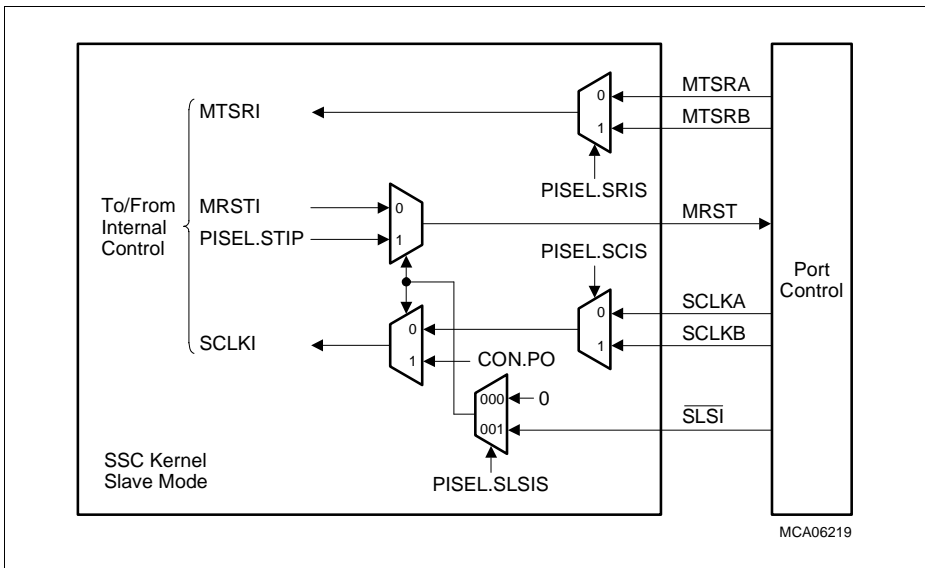 MTSRA
0
MTSRI
MTSRB
1
PISEL.SRIS
To/From
Internal
Control
MRSTI
0
MRST
PISEL.STIP
1
PISEL.SCIS
Port
Control
SCLKA
0
0
SCLKB
1
SCLKI
1
CON.PO
000
0
001
SLSI
PISEL.SLSIS
SSC Kernel
Slave Mode
MCA06219